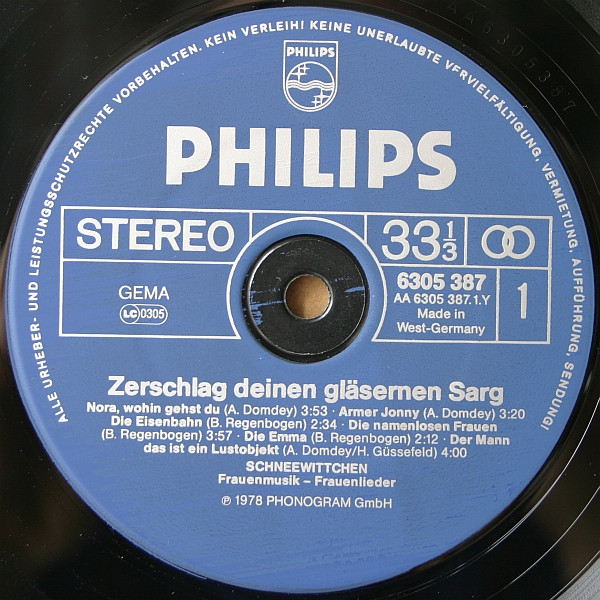 ALLE URHEBER- UND LEISTUNGSSCHUTZRECHTE VORBEHALTEN. KEIN VERLEIH! KEINE UNERLAUBTE VERVIELFÄLTIGUNG, VERMIETUNG, AUFFÜHRUNG, SENDUNG!
AA6305387
PHILIPS
PHILIPS
STEREO
33 1/3
GEMA
LC 0305
6305 387
AA 6305 387.1.Y
Made in
West-Germany
1
Zerschlag deinen gläsernen Sarg
Nora, wohin gehst du (A. Domdey) 3:53 · Armer Jonny (A. Domdey) 3:20
Die Eisenbahn (B. Regenbogen) 2:34 · Die namenlosen Frauen
(B. Regenbogen) 3:57 · Die Emma (B. Regenbogen) 2:12 · Der Mann
das ist ein Lustobjekt (A. Domdey/H. Güssefeld) 4:00
SCHNEEWITTCHEN
Frauenmusik – Frauenlieder
℗ 1978 PHONOGRAM GmbH